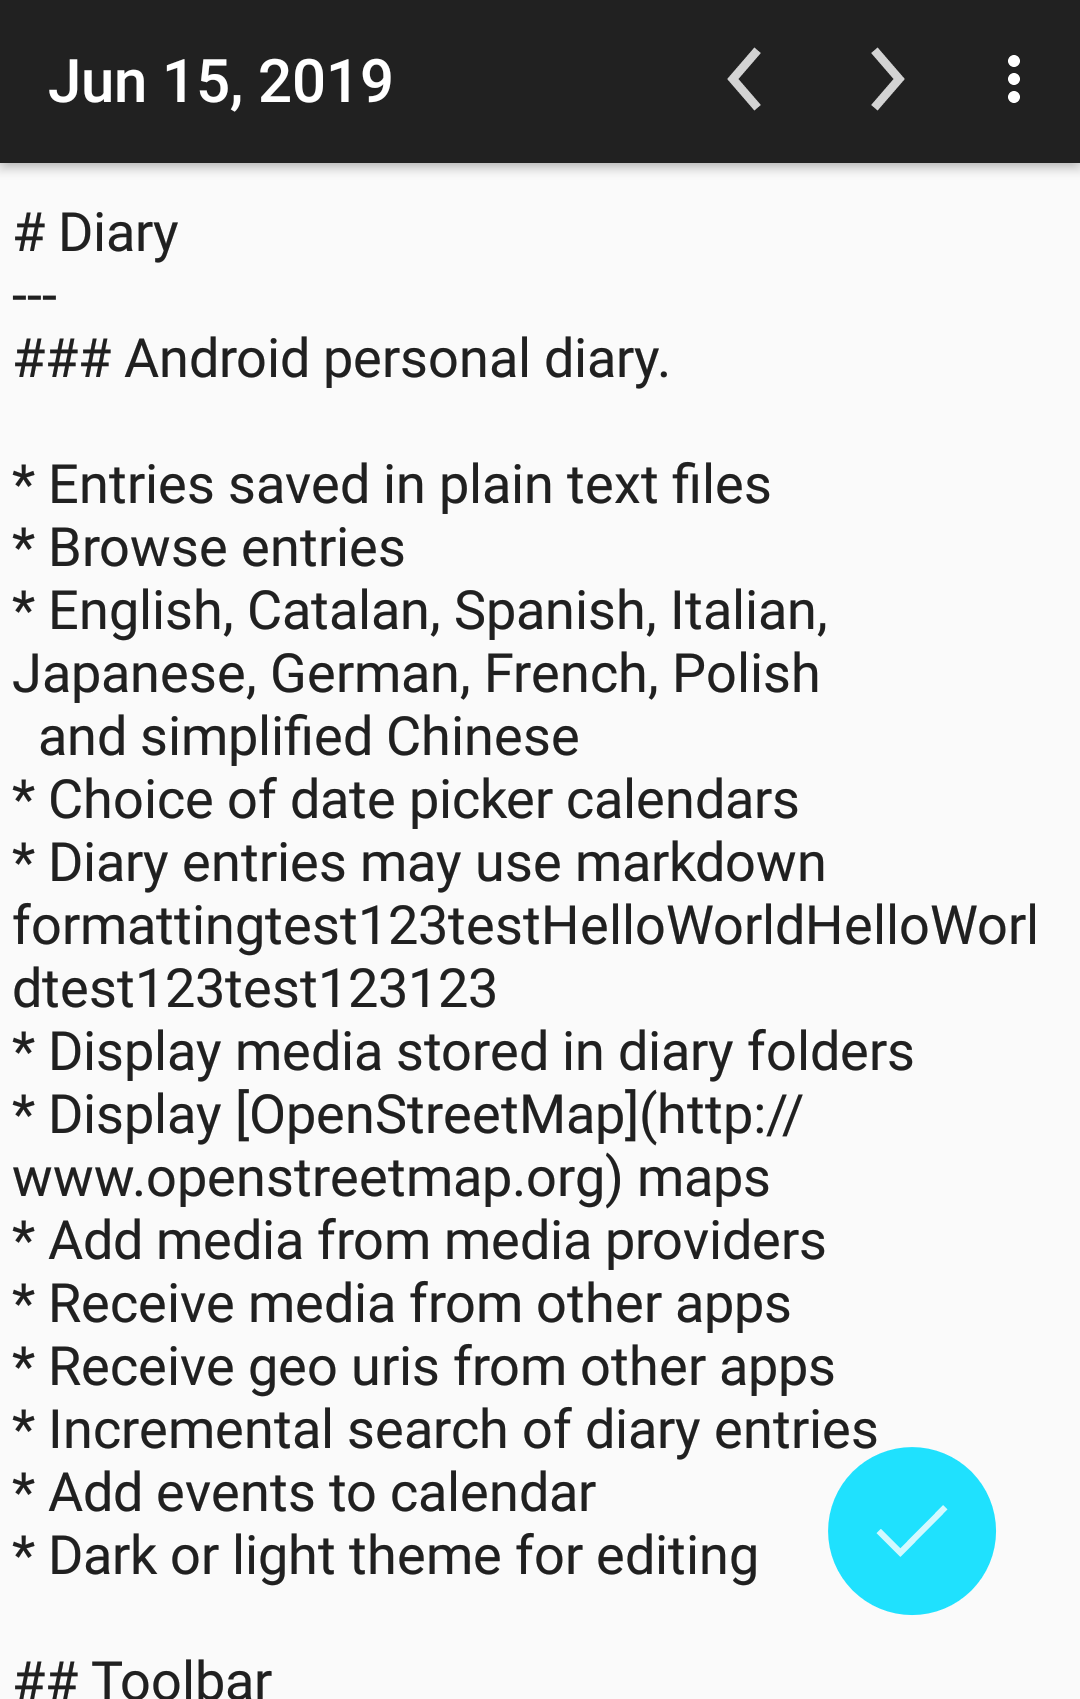 Jun 15, 2019
# Diary
---
### Android personal diary.
* Entries saved in plain text files
* Browse entries
* English, Catalan, Spanish, Italian,
Japanese, German, French, Polish
  and simplified Chinese
* Choice of date picker calendars
* Diary entries may use markdown
formattingtest123testHelloWorldHelloWorl
dtest123test123123
* Display media stored in diary folders
* Display [OpenStreetMap](http://
www.openstreetmap.org) maps
* Add media from media providers
* Receive media from other apps
* Receive geo uris from other apps
* Incremental search of diary entries
* Add events to calendar
* Dark or light theme for editing
## Toolbar